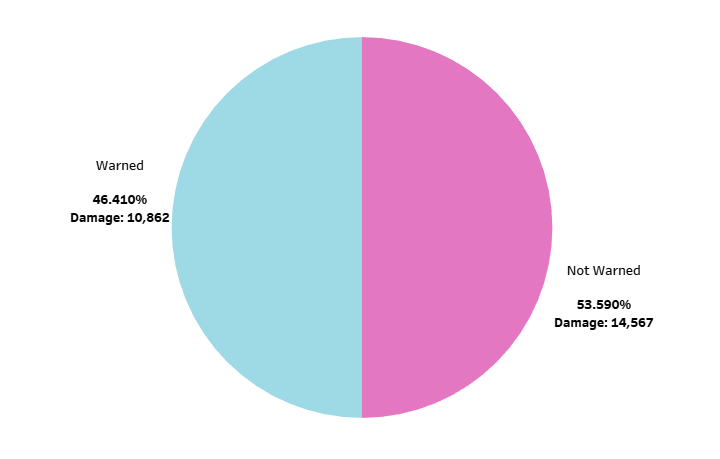 Warned
46.410%
Damage: 10,862
Not Warned
53.590%
Damage: 14,567